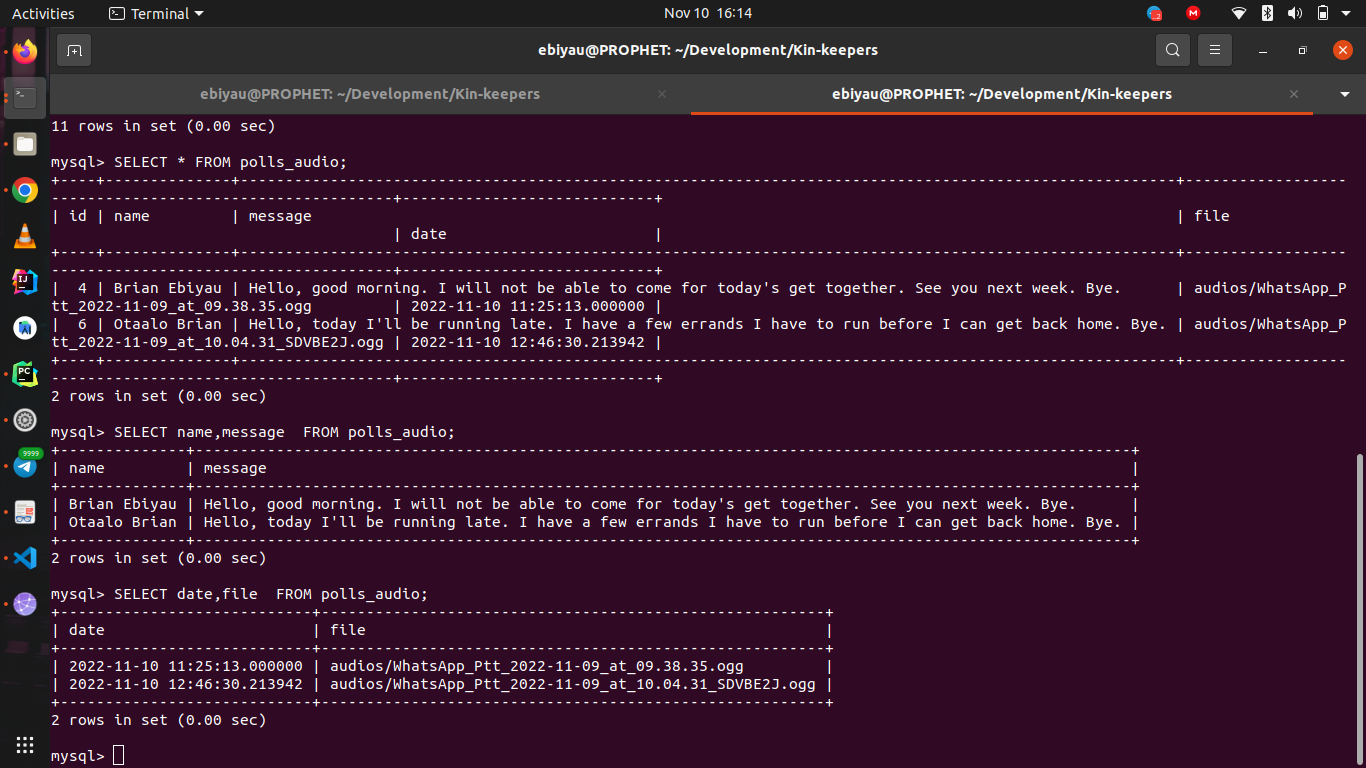 Activities Terminal Nov 10 16:14
ebiyau@PROPHET: ~/Development/Kin-keepers
ebiyau@PROPHET: ~/Development/Kin-keepers × ebiyau@PROPHET: ~/Development/Kin-keepers ×
11 rows in set (0.00 sec)
mysql> SELECT * FROM polls_audio;
+----+--------------+--------------------------------------------------------------------------------------------------------+------------------
--------------------------------------+----------------------------+
| id | name         | message                                                                                                | file
                                      | date                       |
+----+--------------+--------------------------------------------------------------------------------------------------------+------------------
--------------------------------------+----------------------------+
|  4 | Brian Ebiyau | Hello, good morning. I will not be able to come for today's get together. See you next week. Bye.      | audios/WhatsApp_P
tt_2022-11-09_at_09.38.35.ogg         | 2022-11-10 11:25:13.000000 |
|  6 | Otaalo Brian | Hello, today I'll be running late. I have a few errands I have to run before I can get back home. Bye. | audios/WhatsApp_P
tt_2022-11-09_at_10.04.31_SDVBE2J.ogg | 2022-11-10 12:46:30.213942 |
+----+--------------+--------------------------------------------------------------------------------------------------------+------------------
--------------------------------------+----------------------------+
2 rows in set (0.00 sec)
mysql> SELECT name,message  FROM polls_audio;
+--------------+--------------------------------------------------------------------------------------------------------+
| name         | message                                                                                                |
+--------------+--------------------------------------------------------------------------------------------------------+
| Brian Ebiyau | Hello, good morning. I will not be able to come for today's get together. See you next week. Bye.      |
| Otaalo Brian | Hello, today I'll be running late. I have a few errands I have to run before I can get back home. Bye. |
+--------------+--------------------------------------------------------------------------------------------------------+
2 rows in set (0.00 sec)
mysql> SELECT date,file  FROM polls_audio;
+----------------------------+--------------------------------------------------------+
| date                       | file                                                   |
+----------------------------+--------------------------------------------------------+
| 2022-11-10 11:25:13.000000 | audios/WhatsApp_Ptt_2022-11-09_at_09.38.35.ogg         |
| 2022-11-10 12:46:30.213942 | audios/WhatsApp_Ptt_2022-11-09_at_10.04.31_SDVBE2J.ogg |
+----------------------------+--------------------------------------------------------+
2 rows in set (0.00 sec)
mysql>
IJ
PC
9999